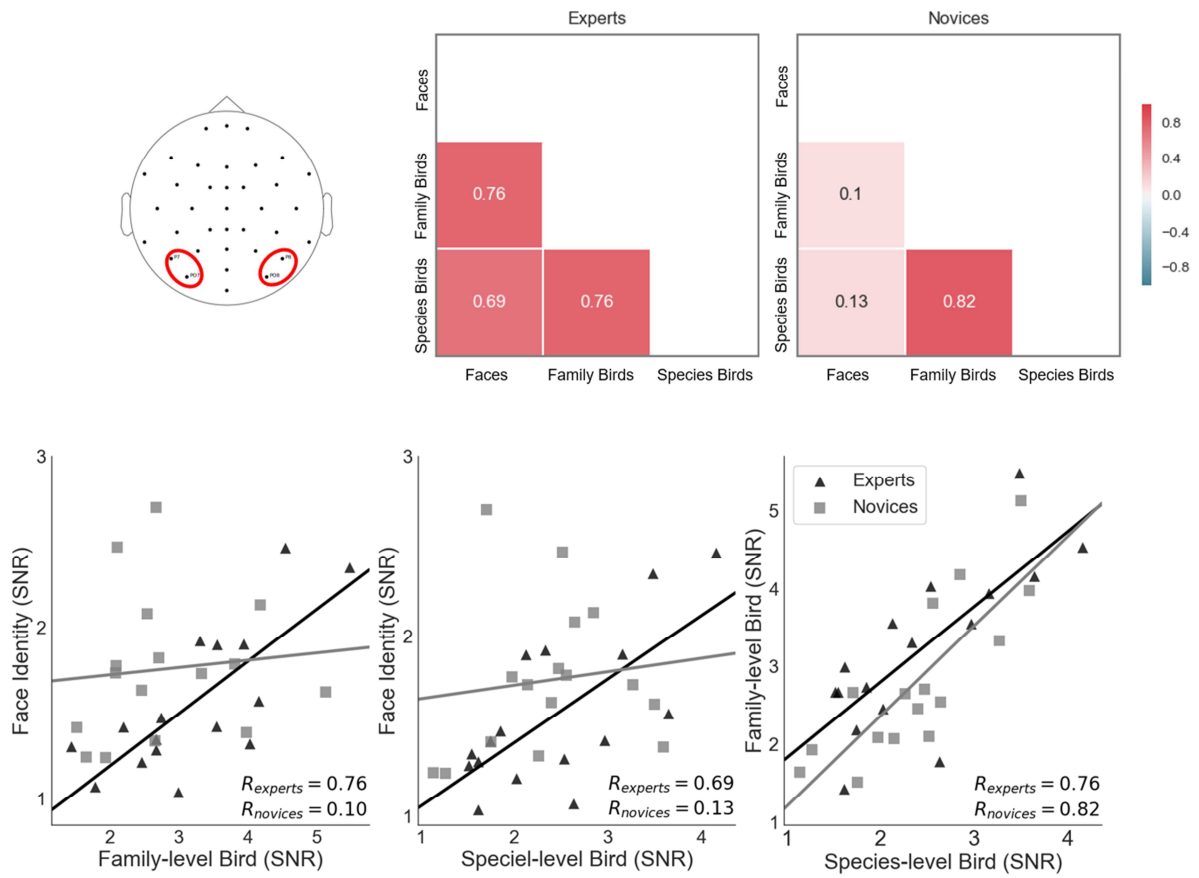 Experts
Novices
Faces
Family Birds
Species Birds
0.76
0.69
0.76
Faces
Family Birds
Species Birds
Faces
Family Birds
Species Birds
0.1
0.13
0.82
Faces
Family Birds
Species Birds
0.8
0.4
0.0
−0.4
−0.8
P7
PO7
P8
PO8
3
2
1
Face Identity (SNR)
R_experts = 0.76
R_novices = 0.10
2 3 4 5
Family-level Bird (SNR)
3
2
1
Face Identity (SNR)
R_experts = 0.69
R_novices = 0.13
1 2 3 4
Speciel-level Bird (SNR)
Experts
Novices
5
4
3
2
1
Family-level Bird (SNR)
R_experts = 0.76
R_novices = 0.82
1 2 3 4
Species-level Bird (SNR)